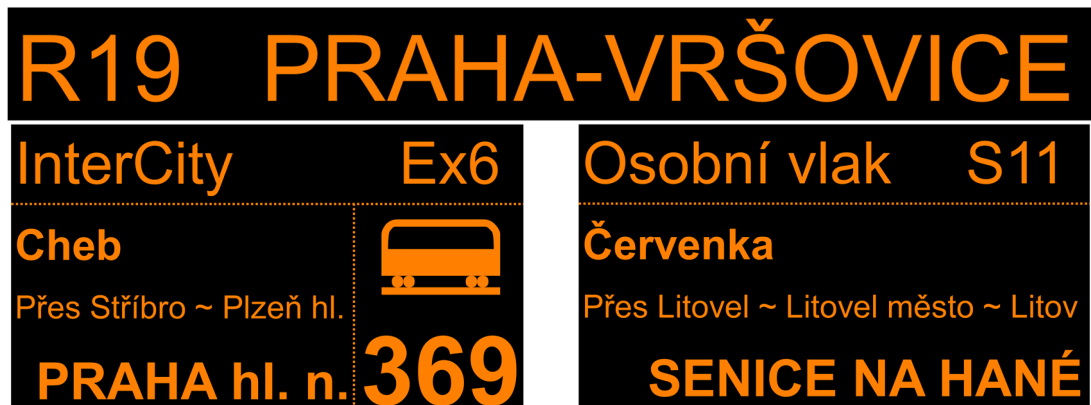 R19 PRAHA-VRŠOVICE
InterCity Ex6
Cheb
Přes Stříbro ~ Plzeň hl.
PRAHA hl. n.
369
Osobní vlak S11
Červenka
Přes Litovel ~ Litovel město ~ Litov
SENICE NA HANÉ